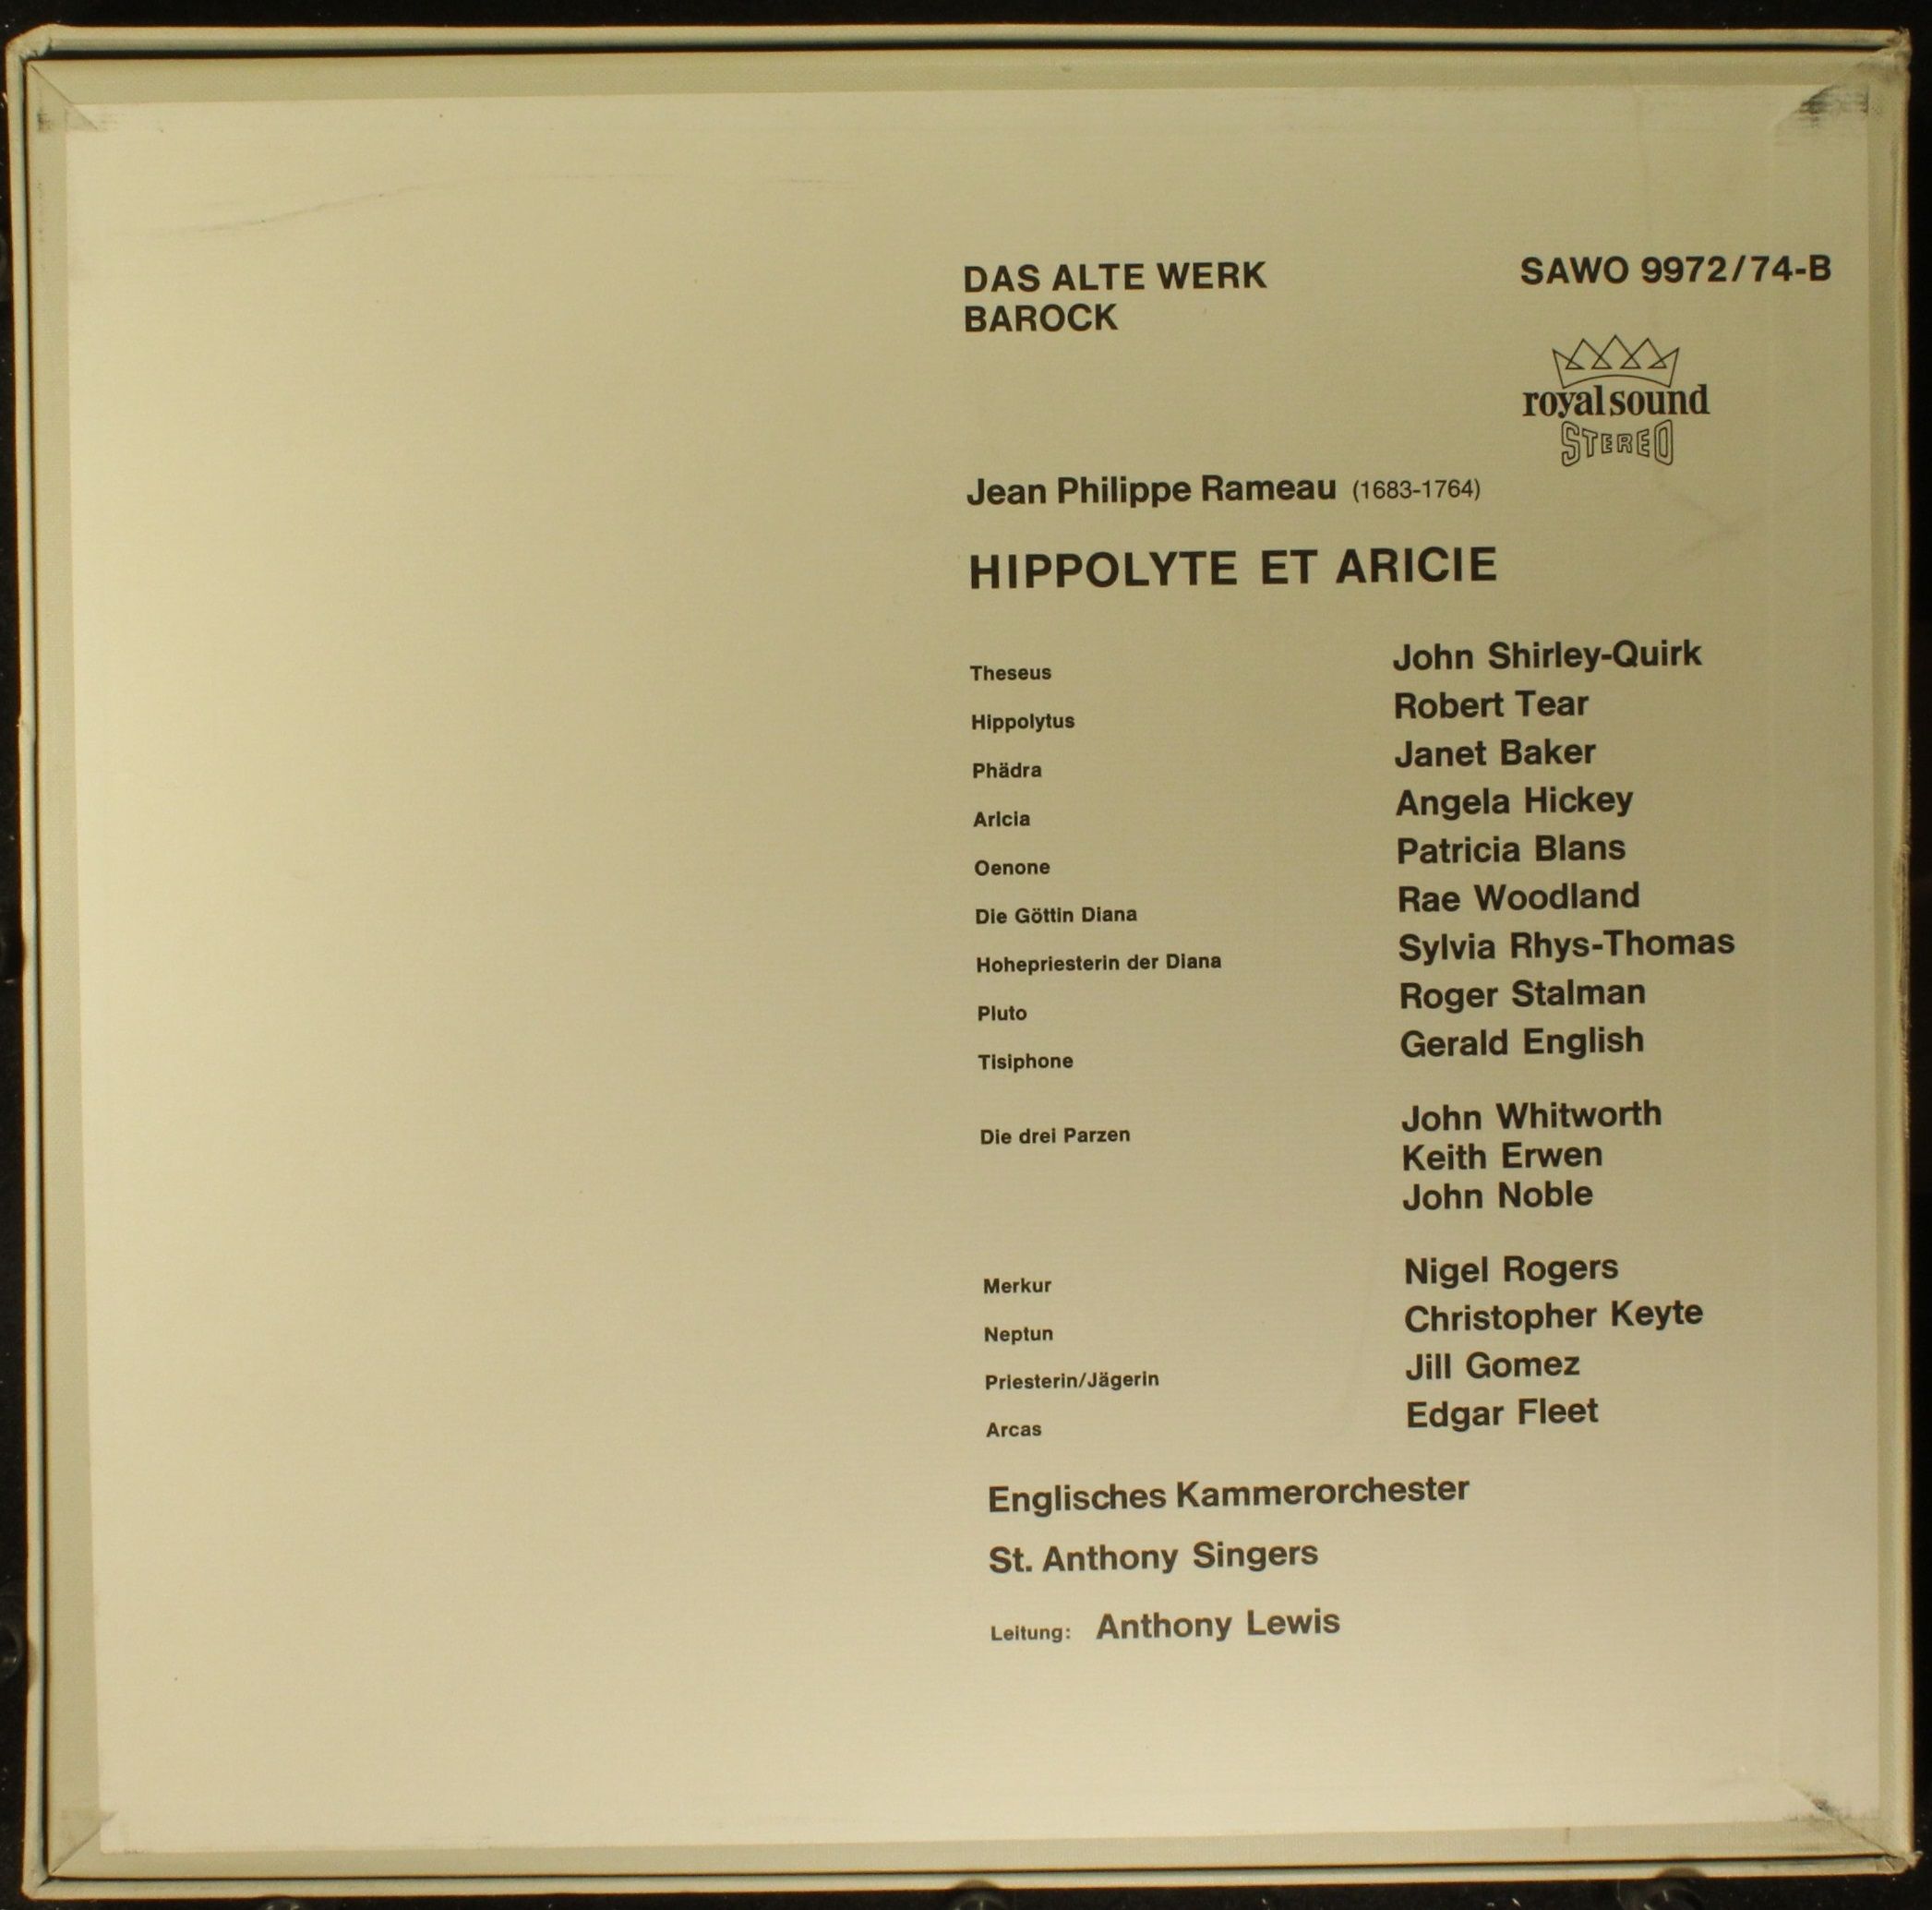 DAS ALTE WERK SAWO 9972/74-B
BAROCK
royal sound
STEREO
Jean Philippe Rameau (1683-1764)
HIPPOLYTE ET ARICIE
Theseus John Shirley-Quirk
Hippolytus Robert Tear
Phädra Janet Baker
Aricia Angela Hickey
Oenone Patricia Blans
Die Göttin Diana Rae Woodland
Hohepriesterin der Diana Sylvia Rhys-Thomas
Pluto Roger Stalman
Tisiphone Gerald English
Die drei Parzen John Whitworth
Keith Erwen
John Noble
Merkur Nigel Rogers
Neptun Christopher Keyte
Priesterin/Jägerin Jill Gomez
Arcas Edgar Fleet
Englisches Kammerorchester
St. Anthony Singers
Leitung: Anthony Lewis